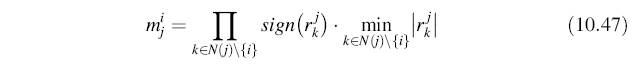 m_j^i = ∏_{k∈N(j)\{i}} sign(r_k^j) · min_{k∈N(j)\{i}} |r_k^j| (10.47)